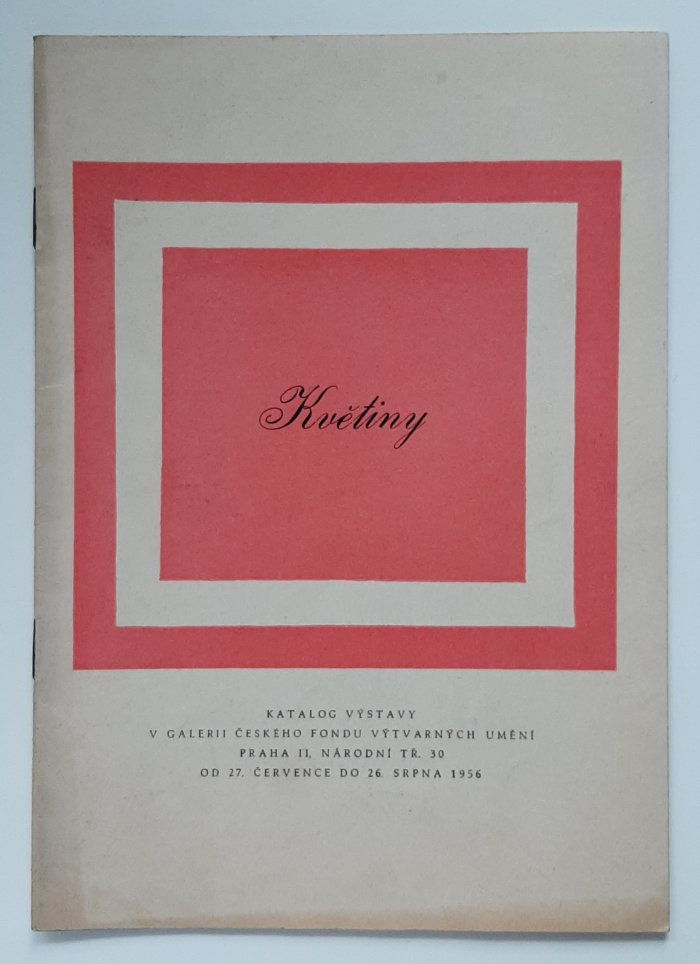 Květiny
KATALOG VÝSTAVY
V GALERII ČESKÉHO FONDU VÝTVARNÝCH UMĚNÍ
PRAHA II, NÁRODNÍ TŘ. 30
OD 27. ČERVENCE DO 26. SRPNA 1956